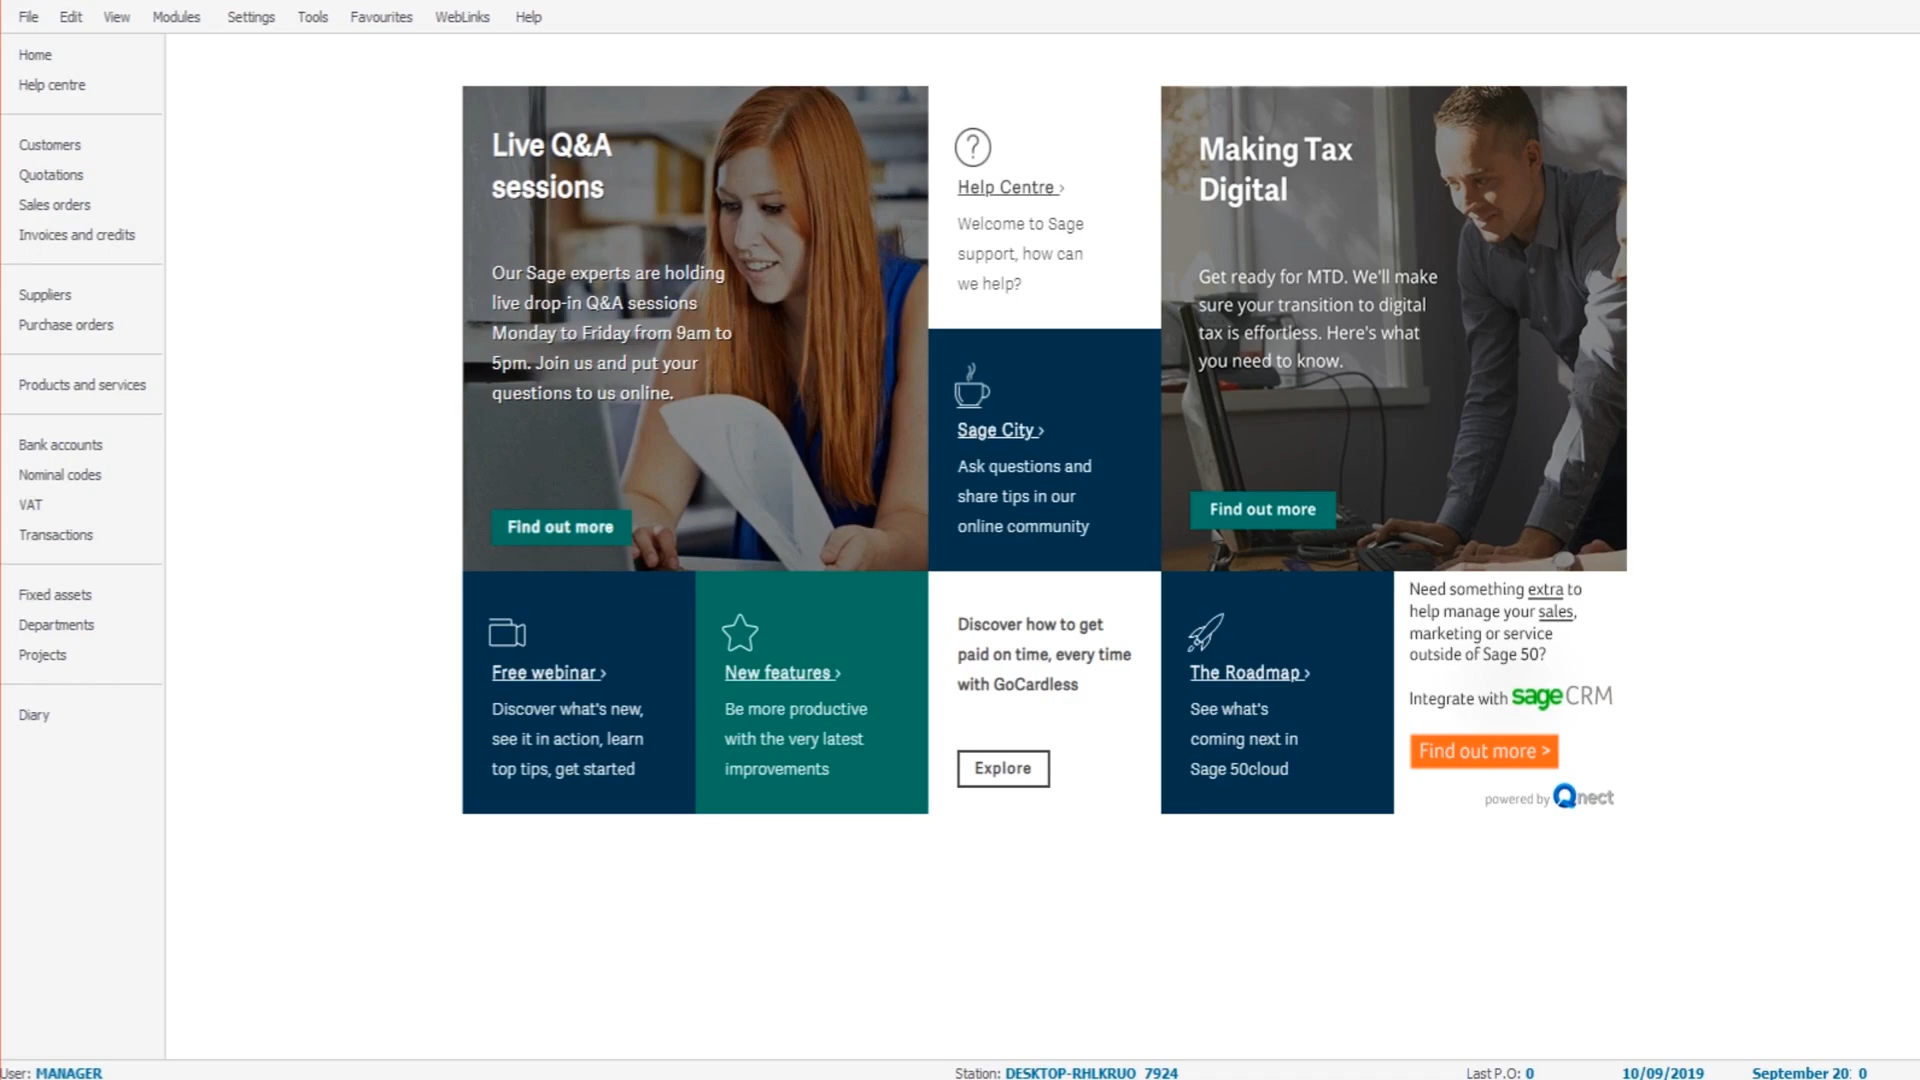 File Edit View Modules Settings Tools Favourites WebLinks Help
Home
Help centre
Customers
Quotations
Sales orders
Invoices and credits
Suppliers
Purchase orders
Products and services
Bank accounts
Nominal codes
VAT
Transactions
Fixed assets
Departments
Projects
Diary
Live Q&A
sessions
Our Sage experts are holding
live drop-in Q&A sessions
Monday to Friday from 9am to
5pm. Join us and put your
questions to us online.
Find out more
Help Centre >
Welcome to Sage
support, how can
we help?
Sage City >
Ask questions and
share tips in our
online community
Making Tax
Digital
Get ready for MTD. We'll make
sure your transition to digital
tax is effortless. Here's what
you need to know.
Find out more
Free webinar >
Discover what's new,
see it in action, learn
top tips, get started
New features >
Be more productive
with the very latest
improvements
Discover how to get
paid on time, every time
with GoCardless
Explore
The Roadmap >
See what's
coming next in
Sage 50cloud
Need something extra to
help manage your sales,
marketing or service
outside of Sage 50?
Integrate with sage CRM
Find out more >
powered by Qnect
User: MANAGER Station: DESKTOP-RHLKRUO 7924 Last P.O: 0 10/09/2019 September 20 0